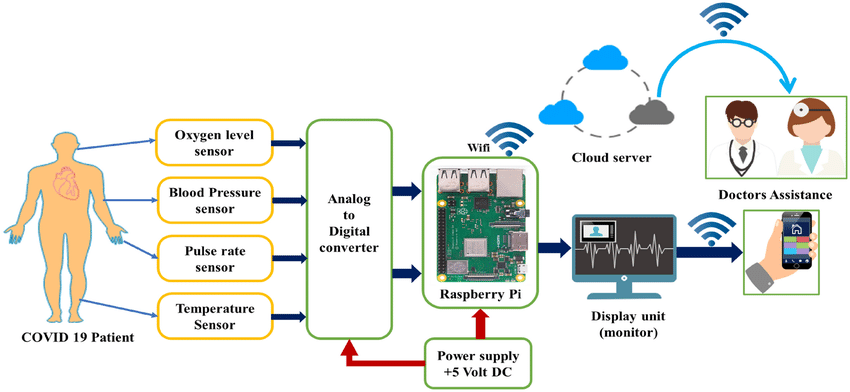 Oxygen level
sensor
Blood Pressure
sensor
Pulse rate
sensor
Temperature
Sensor
COVID 19 Patient
Analog
to
Digital
converter
Wifi
Raspberry Pi
Power supply
+5 Volt DC
Cloud server
Doctors Assistance
Display unit
(monitor)